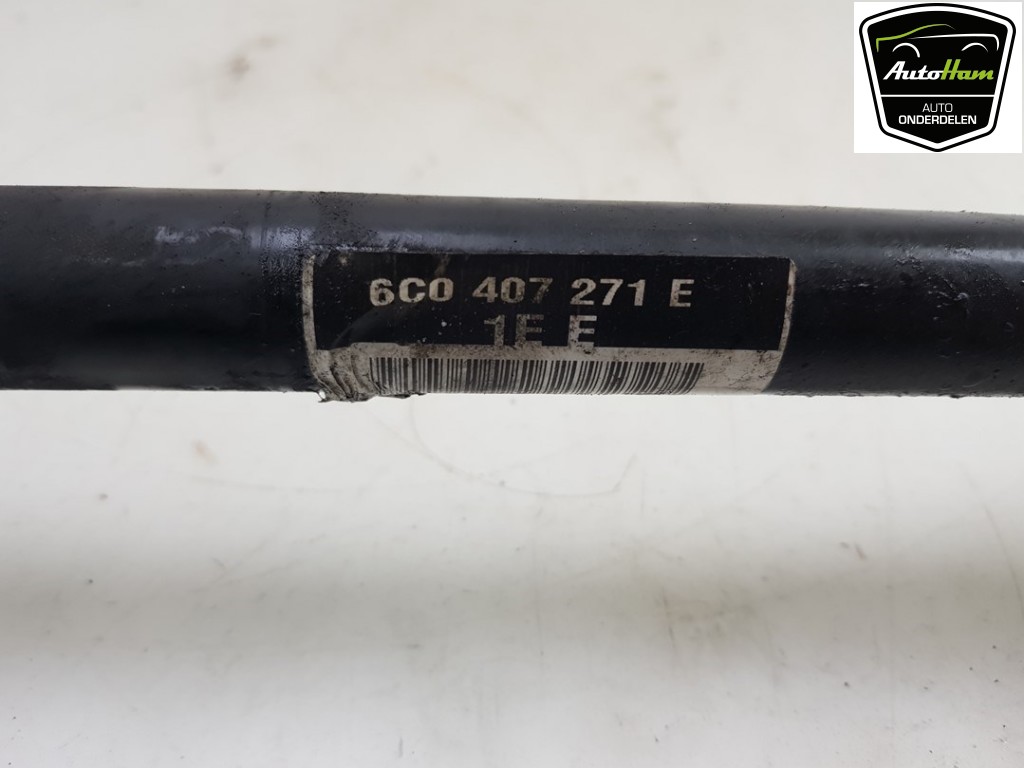 AutoHam
AUTO
ONDERDELEN
6C0 407 271 E
1E E